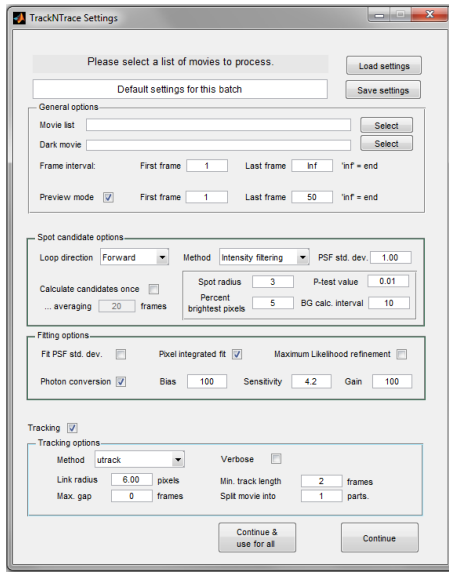 TrackNTrace Settings
Please select a list of movies to process. Load settings
Default settings for this batch Save settings
General options
Movie list Select
Dark movie Select
Frame interval: First frame 1 Last frame Inf 'inf' = end
Preview mode First frame 1 Last frame 50 'inf' = end
Spot candidate options
Loop direction Forward Method Intensity filtering PSF std. dev. 1.00
Calculate candidates once Spot radius 3 P-test value 0.01
... averaging 20 frames Percent brightest pixels 5 BG calc. interval 10
Fitting options
Fit PSF std. dev. Pixel integrated fit Maximum Likelihood refinement
Photon conversion Bias 100 Sensitivity 4.2 Gain 100
Tracking
Tracking options
Method utrack Verbose
Link radius 6.00 pixels Min. track length 2 frames
Max. gap 0 frames Split movie into 1 parts.
Continue & use for all Continue